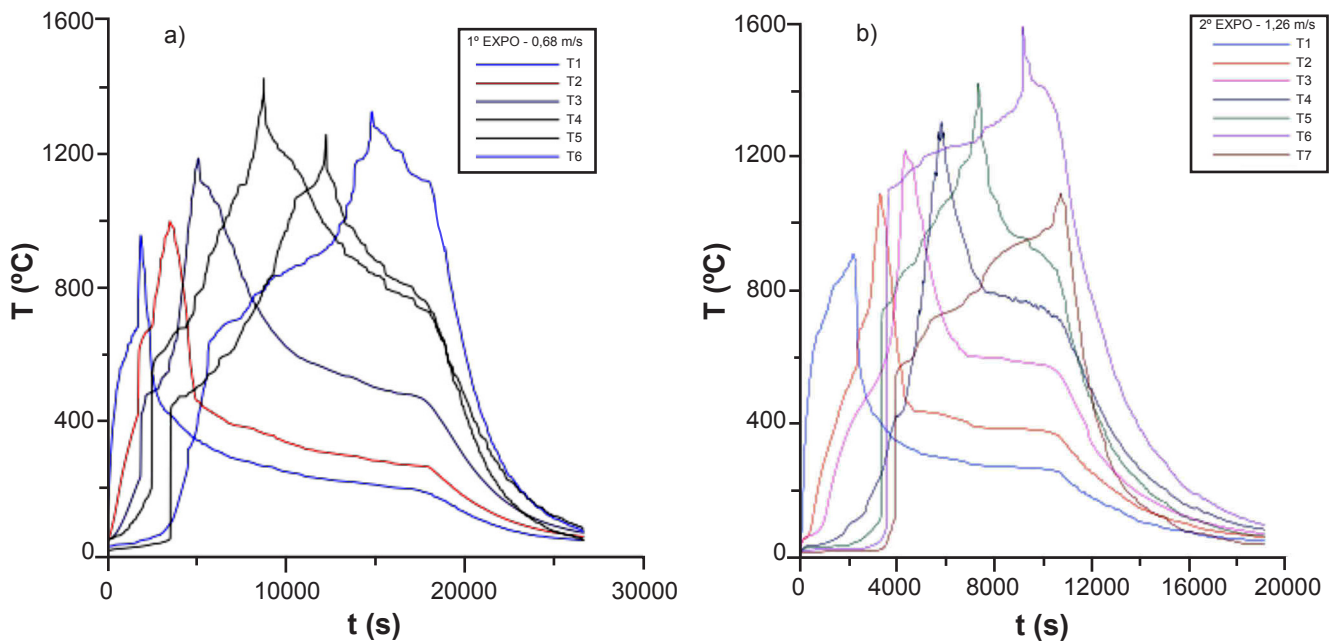 a)
1º EXPO - 0,68 m/s
T1
T2
T3
T4
T5
T6
1600
1200
800
400
0
T (ºC)
0
10000
20000
30000
t (s)
b)
2º EXPO - 1,26 m/s
T1
T2
T3
T4
T5
T6
T7
1600
1200
800
400
0
T (ºC)
0
4000
8000
12000
16000
20000
t (s)